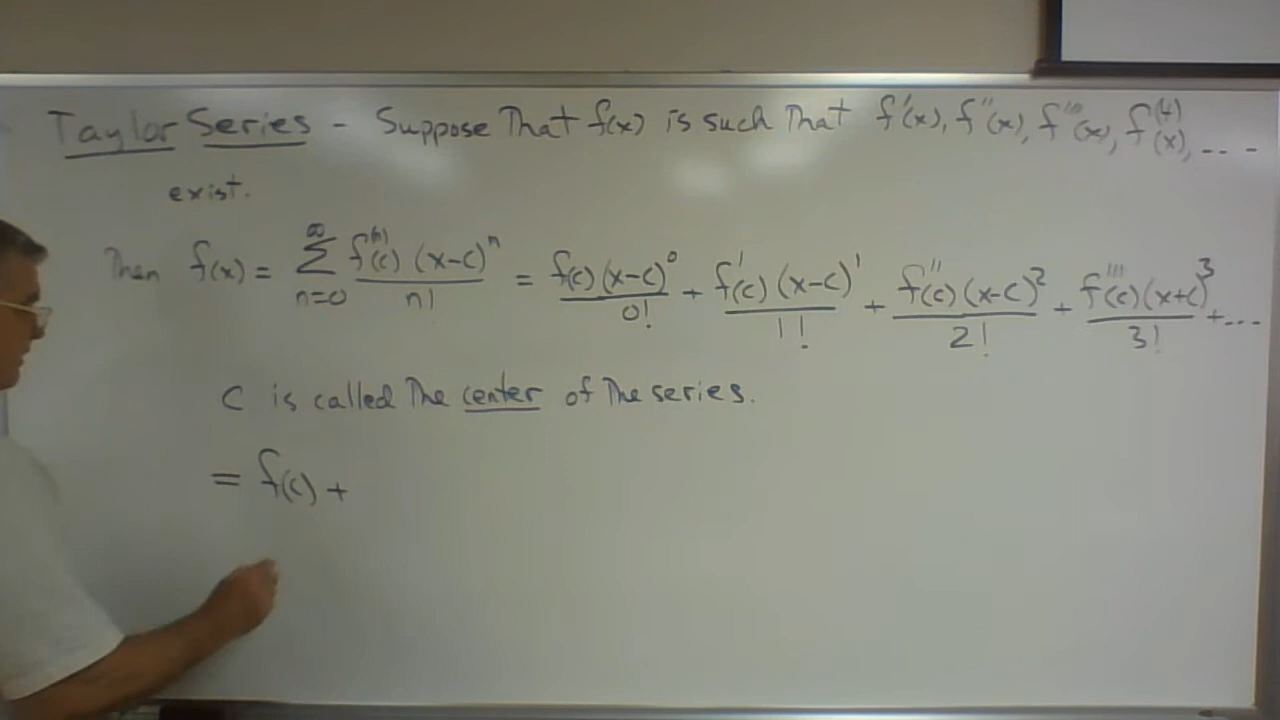 Taylor Series - Suppose That f(x) is such That f'(x), f''(x), f'''(x), f⁽⁴⁾(x), ...
exist.
Then f(x) = ∑_{n=0}^{∞} f⁽ⁿ⁾(c) (x-c)ⁿ / n! = f(c) (x-c)⁰ / 0! + f'(c) (x-c)¹ / 1! + f''(c) (x-c)² / 2! + f'''(c) (x+c)³ / 3! + ...
C is called The center of The series.
= f(c) +